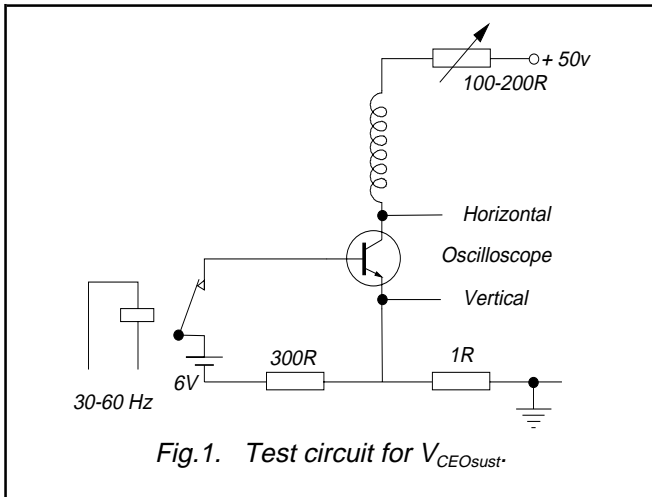 + 50v
100-200R
Horizontal
Oscilloscope
Vertical
300R
1R
6V
30-60 Hz
Fig.1. Test circuit for VCEOsust.